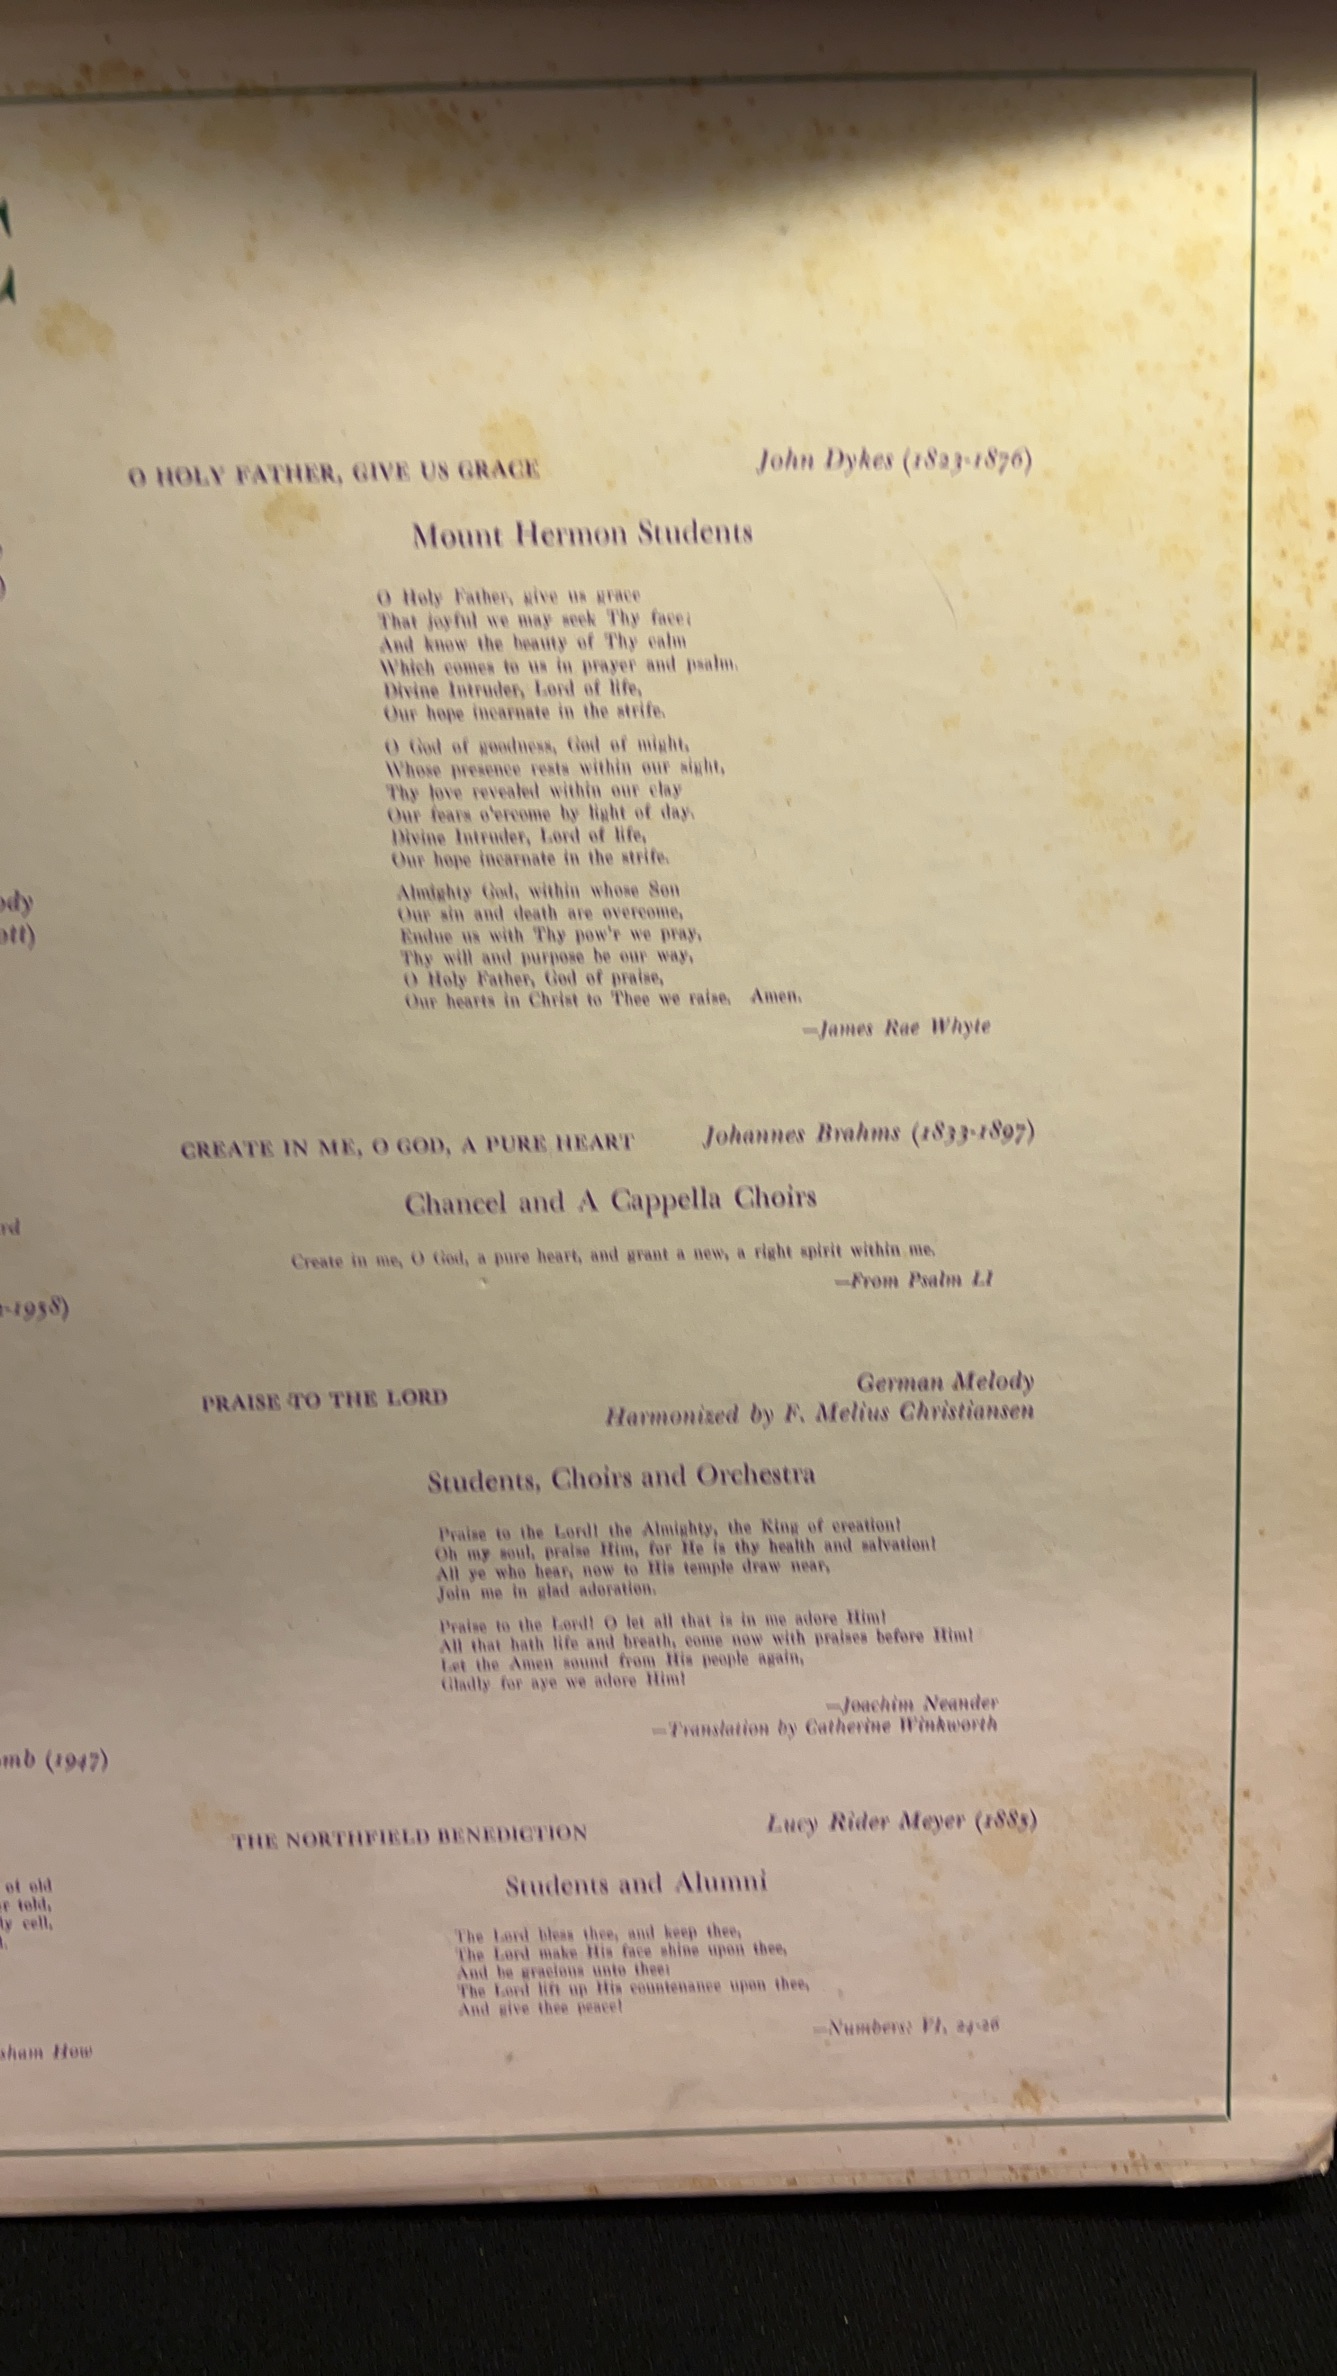 O HOLY FATHER, GIVE US GRACE John Dykes (1823-1876)
Mount Hermon Students
O Holy Father, give us grace
That joyful we may seek Thy face;
And know the beauty of Thy calm
Which comes to us in prayer and psalm.
Divine Intruder, Lord of life,
Our hope incarnate in the strife.
O God of goodness, God of might,
Whose presence rests within our sight,
Thy love revealed within our clay
Our fears o'ercome by light of day.
Divine Intruder, Lord of life,
Our hope incarnate in the strife.
Almighty God, within whose Son
Our sin and death are overcome,
Endue us with Thy pow'r we pray,
Thy will and purpose be our way,
O Holy Father, God of praise,
Our hearts in Christ to Thee we raise. Amen.
—James Rae Whyte
CREATE IN ME, O GOD, A PURE HEART Johannes Brahms (1833-1897)
Chancel and A Cappella Choirs
Create in me, O God, a pure heart, and grant a new, a right spirit within me.
—From Psalm LI
PRAISE TO THE LORD German Melody
Harmonized by F. Melius Christiansen
Students, Choirs and Orchestra
Praise to the Lord! the Almighty, the King of creation!
Oh my soul, praise Him, for He is thy health and salvation!
All ye who hear, now to His temple draw near,
Join me in glad adoration.
Praise to the Lord! O let all that is in me adore Him!
All that hath life and breath, come now with praises before Him!
Let the Amen sound from His people again,
Gladly for aye we adore Him!
—Joachim Neander
—Translation by Catherine Winkworth
THE NORTHFIELD BENEDICTION Lucy Rider Meyer (1885)
Students and Alumni
The Lord bless thee, and keep thee,
The Lord make His face shine upon thee,
And be gracious unto thee;
The Lord lift up His countenance upon thee,
And give thee peace!
—Numbers: VI, 24-26
ody
ott)
rd
-1958)
mb (1947)
of old
r told,
ly cell,
sham How